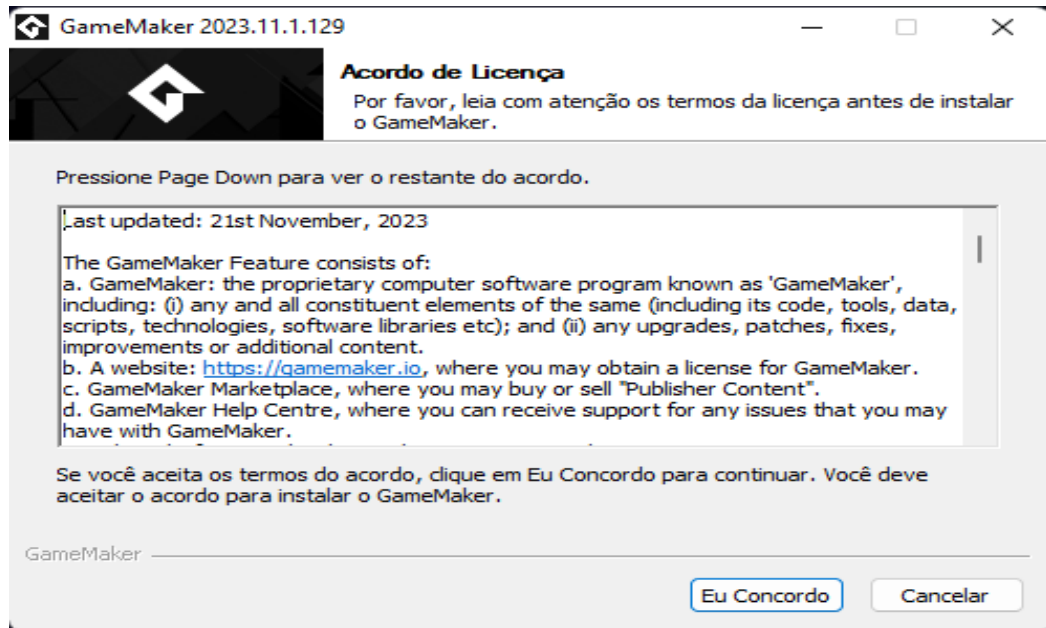 GameMaker 2023.11.1.129
Acordo de Licença
Por favor, leia com atenção os termos da licença antes de instalar
o GameMaker.
Pressione Page Down para ver o restante do acordo.
Last updated: 21st November, 2023
The GameMaker Feature consists of:
a. GameMaker: the proprietary computer software program known as 'GameMaker',
including: (i) any and all constituent elements of the same (including its code, tools, data,
scripts, technologies, software libraries etc); and (ii) any upgrades, patches, fixes,
improvements or additional content.
b. A website: https://gamemaker.io, where you may obtain a license for GameMaker.
c. GameMaker Marketplace, where you may buy or sell "Publisher Content".
d. GameMaker Help Centre, where you can receive support for any issues that you may
have with GameMaker.
Se você aceita os termos do acordo, clique em Eu Concordo para continuar. Você deve
aceitar o acordo para instalar o GameMaker.
GameMaker
Eu Concordo
Cancelar